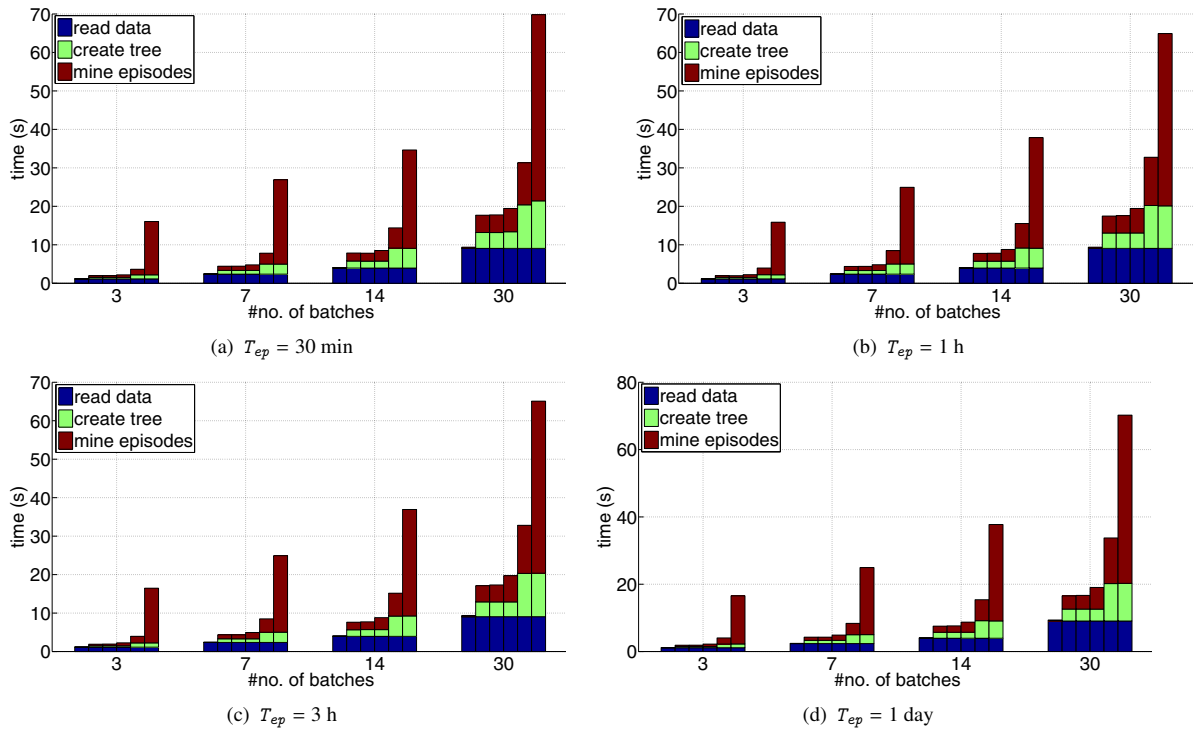 70
60
50
40
30
20
10
0
time (s)
read data
create tree
mine episodes
3 7 14 30
#no. of batches
(a) T_ep = 30 min
70
60
50
40
30
20
10
0
time (s)
read data
create tree
mine episodes
3 7 14 30
#no. of batches
(b) T_ep = 1 h
70
60
50
40
30
20
10
0
time (s)
read data
create tree
mine episodes
3 7 14 30
#no. of batches
(c) T_ep = 3 h
80
60
40
20
0
time (s)
read data
create tree
mine episodes
3 7 14 30
#no. of batches
(d) T_ep = 1 day